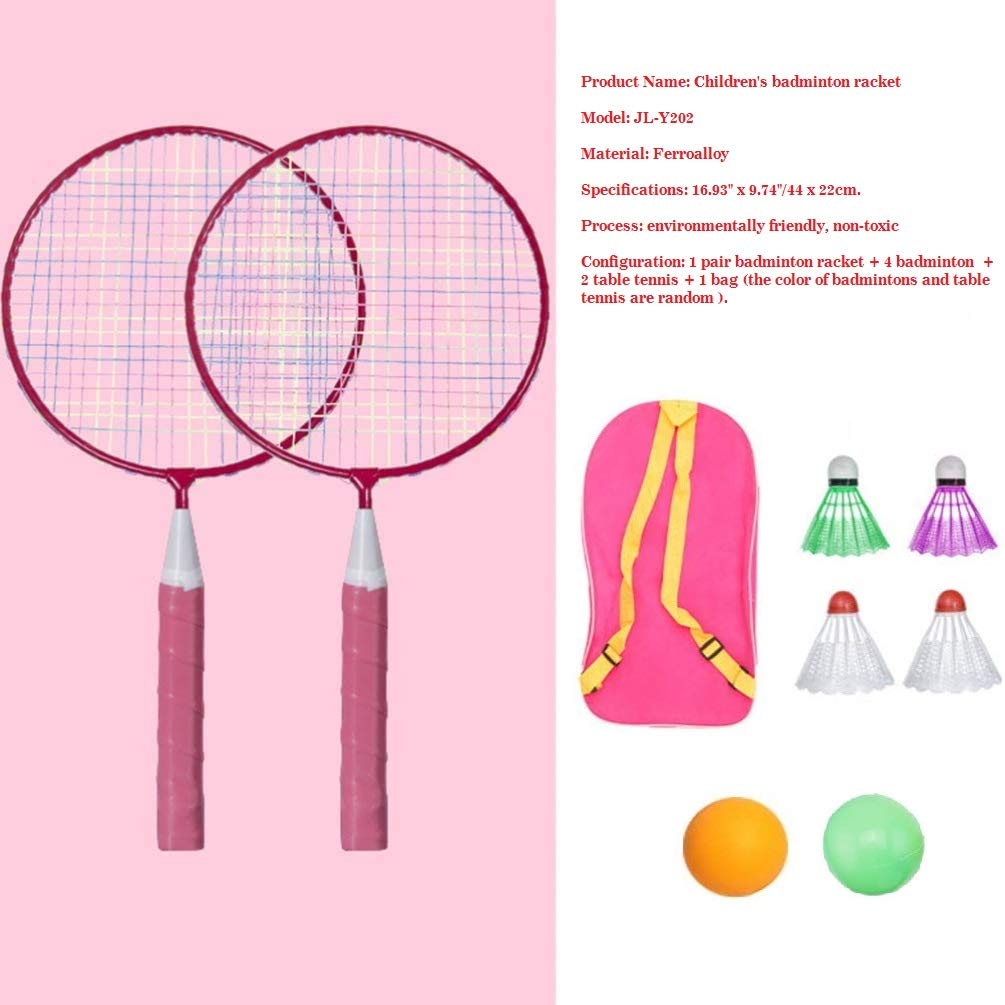 Product Name: Children's badminton racket
Model: JL-Y202
Material: Ferroalloy
Specifications: 16.93" x 9.74"/44 x 22cm.
Process: environmentally friendly, non-toxic
Configuration: 1 pair badminton racket + 4 badminton +
2 table tennis + 1 bag (the color of badmintons and table
tennis are random ).